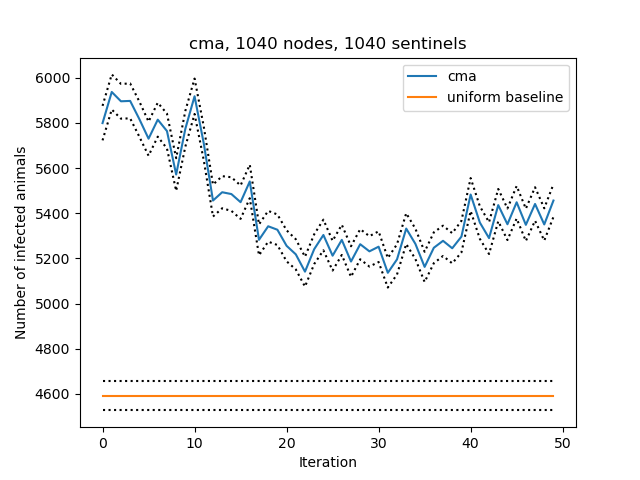 cma, 1040 nodes, 1040 sentinels
cma
uniform baseline
Number of infected animals
6000
5800
5600
5400
5200
5000
4800
4600
0 10 20 30 40 50
Iteration